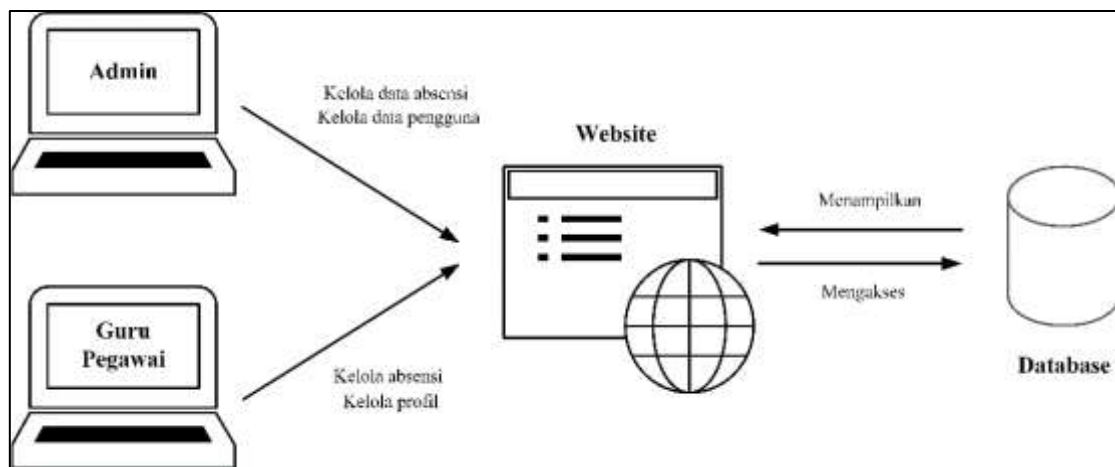 Admin
Kelola data absensi
Kelola data pengguna
Website
Menampilkan
Mengakses
Database
Guru
Pegawai
Kelola absensi
Kelola profil